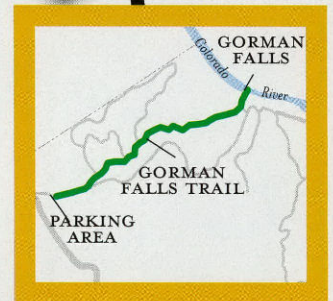 GORMAN
FALLS
Colorado
River
GORMAN
FALLS TRAIL
PARKING
AREA